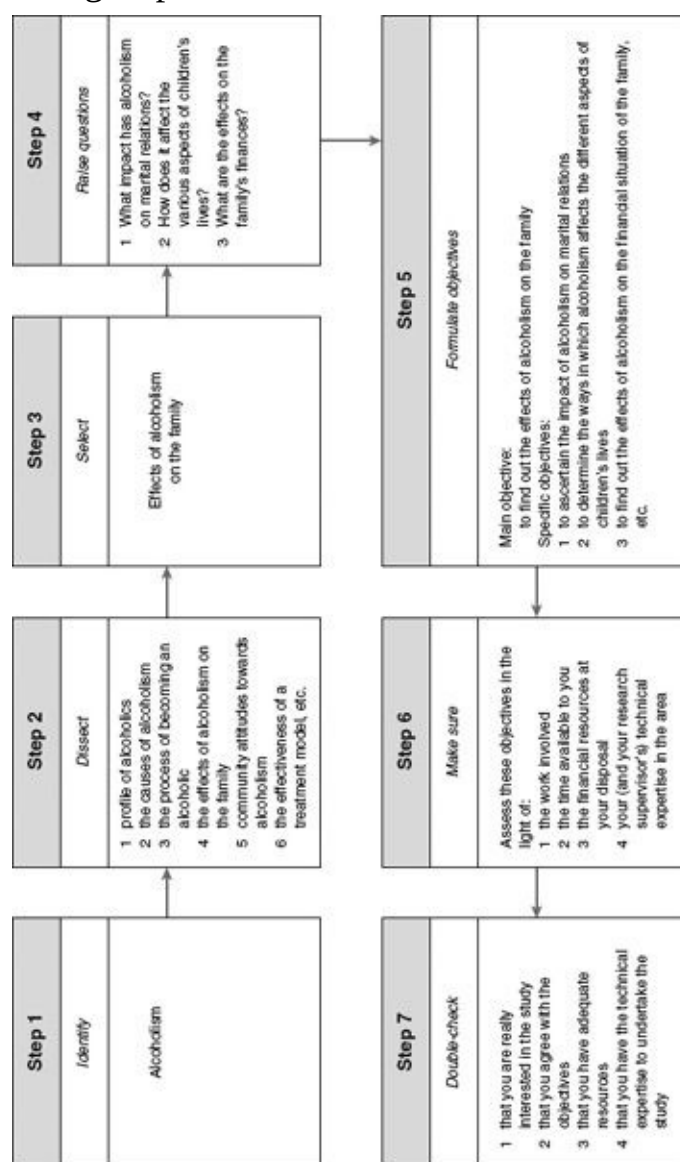 Step 1
Identify
Alcoholism
Step 2
Dissect
1 profile of alcoholics
2 the causes of alcoholism
3 the process of becoming an
alcoholic
4 the effects of alcoholism on
the family
5 community attitudes towards
alcoholism
6 the effectiveness of a
treatment model, etc.
Step 3
Select
Effects of alcoholism
on the family
Step 4
Raise questions
1 What impact has alcoholism
on marital relations?
2 How does it affect the
various aspects of children's
lives?
3 What are the effects on the
family's finances?
Step 5
Formulate objectives
Main objective:
to find out the effects of alcoholism on the family
Specific objectives:
1 to ascertain the impact of alcoholism on marital relations
2 to determine the ways in which alcoholism affects the different aspects of
children's lives
3 to find out the effects of alcoholism on the financial situation of the family,
etc.
Step 6
Make sure
Assess these objectives in the
light of:
1 the work involved
2 the time available to you
3 the financial resources at
your disposal
4 your (and your research
supervisor's) technical
expertise in the area
Step 7
Double-check
1 that you are really
interested in the study
2 that you agree with the
objectives
3 that you have adequate
resources
4 that you have the technical
expertise to undertake the
study